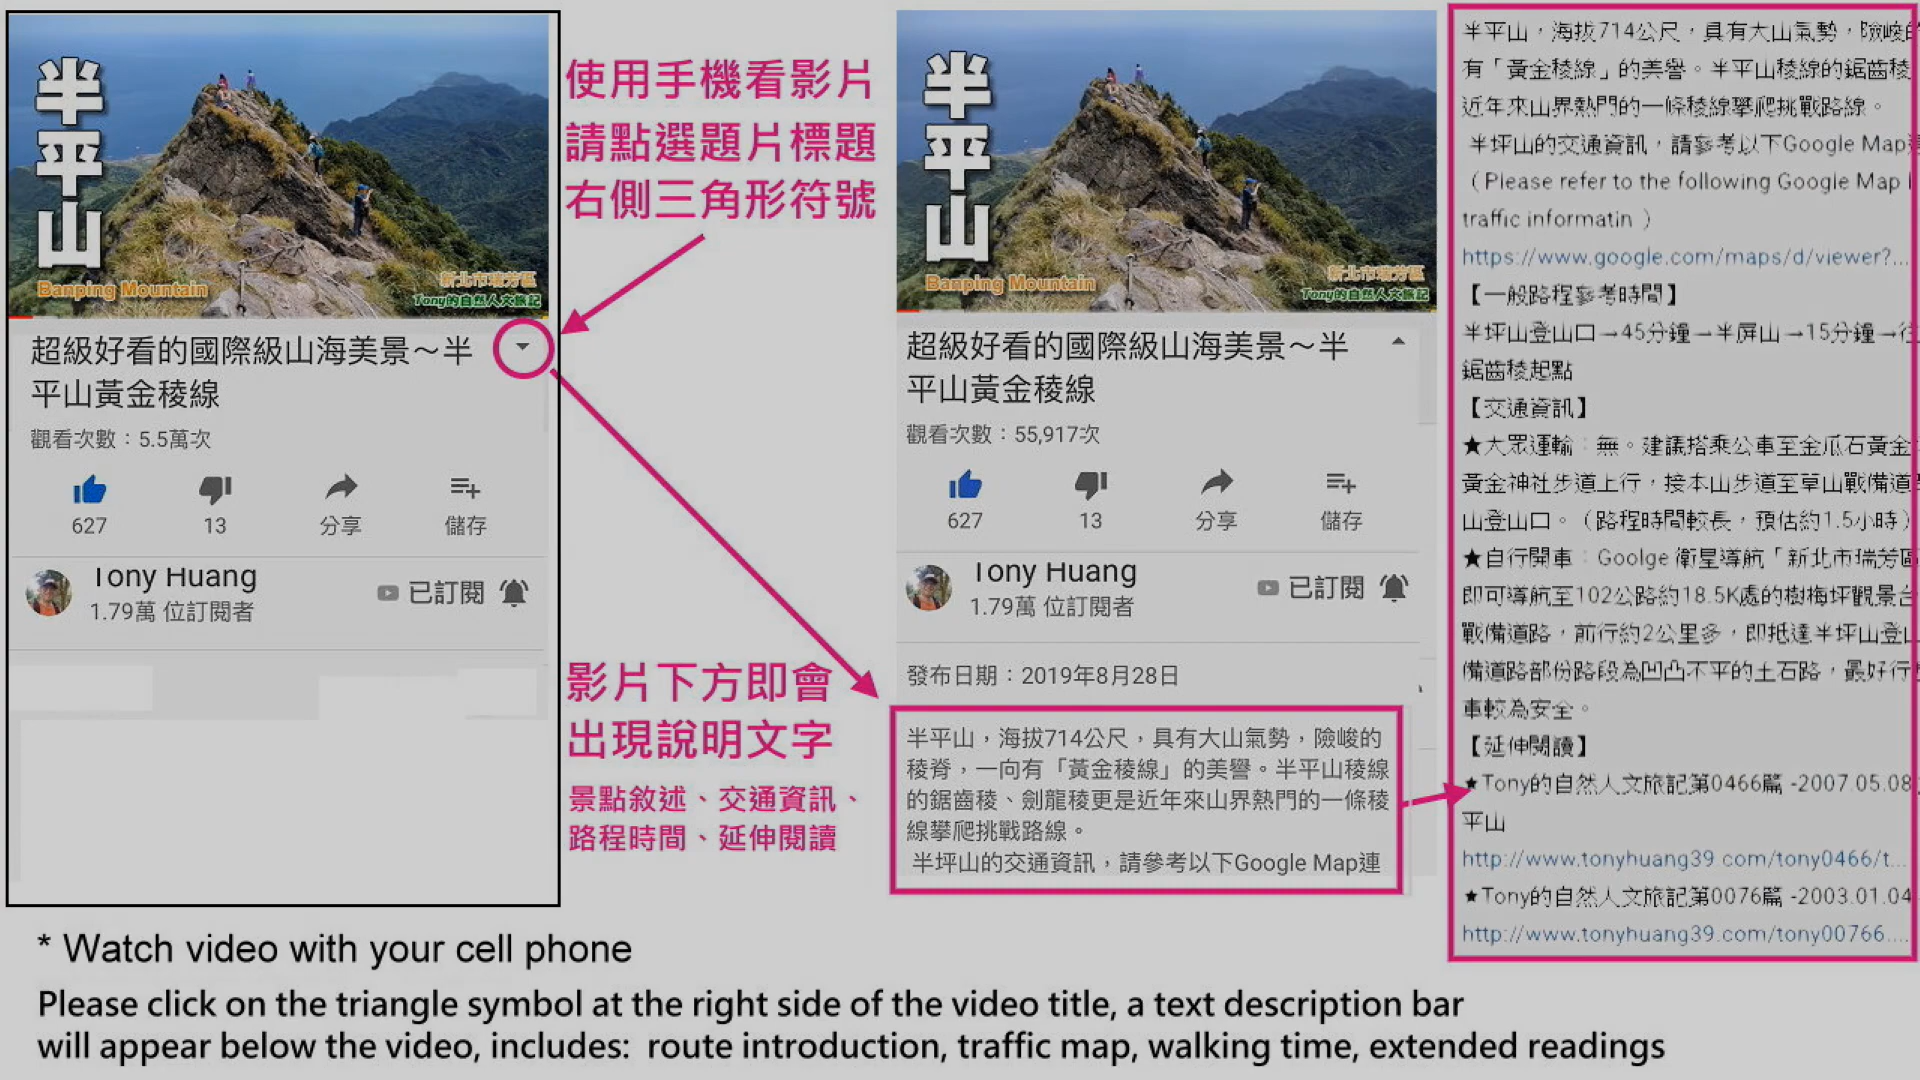 半平山
Banping Mountain
新北市瑞芳區
Tony的自然人文旅記
超級好看的國際級山海美景～半
平山黃金稜線
觀看次數：5.5萬次
627
13
分享
儲存
Tony Huang
1.79萬 位訂閱者
已訂閱
使用手機看影片
請點選題片標題
右側三角形符號
影片下方即會
出現說明文字
景點敘述、交通資訊、
路程時間、延伸閱讀
半平山
Banping Mountain
新北市瑞芳區
Tony的自然人文旅記
超級好看的國際級山海美景～半
平山黃金稜線
觀看次數：55,917次
627
13
分享
儲存
Tony Huang
1.79萬 位訂閱者
已訂閱
發布日期：2019年8月28日
半平山，海拔714公尺，具有大山氣勢，險峻的
稜脊，一向有「黃金稜線」的美譽。半平山稜線
的鋸齒稜、劍龍稜更是近年來山界熱門的一條稜
線攀爬挑戰路線。
半坪山的交通資訊，請參考以下Google Map連
半平山，海拔714公尺，具有大山氣勢，險峻的
有「黃金稜線」的美譽。半平山稜線的鋸齒稜
近年來山界熱門的一條稜線攀爬挑戰路線。
半坪山的交通資訊，請參考以下Google Map
（Please refer to the following Google Map
traffic informatin ）
https://www.google.com/maps/d/viewer?...
【一般路程參考時間】
半坪山登山口→45分鐘→半屏山→15分鐘→往
鋸齒稜起點
【交通資訊】
★大眾運輸：無。建議搭乘公車至金瓜石黃金
黃金神社步道上行，接本山步道至草山戰備道
山登山口。（路程時間較長，預估約1.5小時）
★自行開車：Goolge 衛星導航「新北市瑞芳區
即可導航至102公路約18.5K處的樹梅坪觀景台
戰備道路，前行約2公里多，即抵達半坪山登山
備道路部份路段為凹凸不平的土石路，最好行
車較為安全。
【延伸閱讀】
★Tony的自然人文旅記第0466篇 -2007.05.08
平山
http://www.tonyhuang39.com/tony0466/t...
★Tony的自然人文旅記第0076篇 -2003.01.04
http://www.tonyhuang39.com/tony00766....
* Watch video with your cell phone
Please click on the triangle symbol at the right side of the video title, a text description bar
will appear below the video, includes: route introduction, traffic map, walking time, extended readings